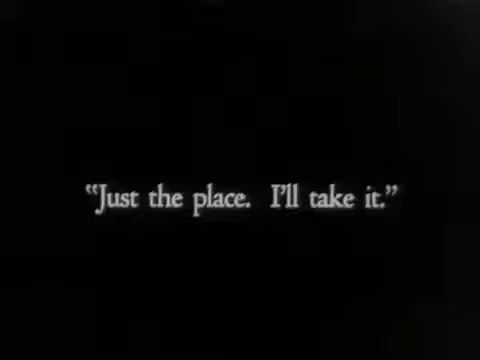 “Just the place. I’ll take it.”